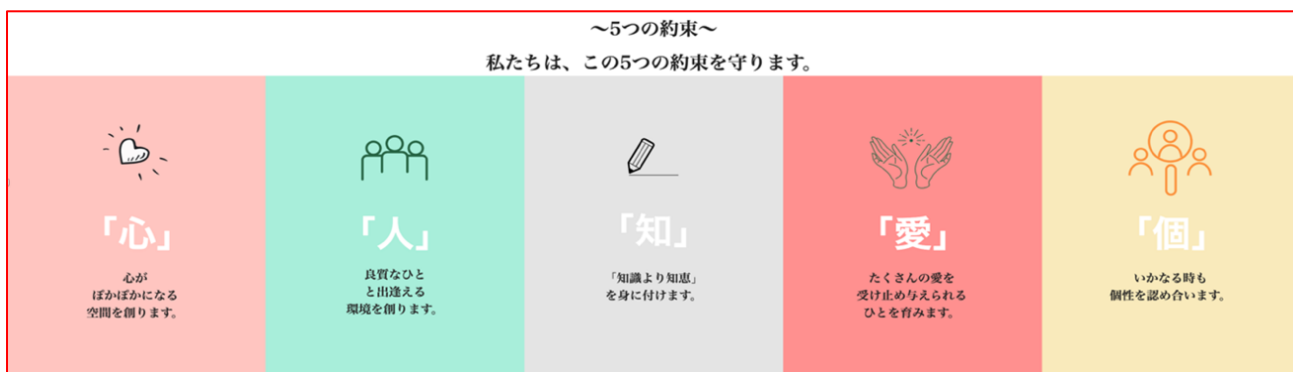 ～5つの約束～
私たちは、この5つの約束を守ります。
「心」
心が
ぽかぽかになる
空間を創ります。
「人」
良質なひと
と出逢える
環境を創ります。
「知」
「知識より知恵」
を身に付けます。
「愛」
たくさんの愛を
受け止め与えられる
ひとを育みます。
「個」
いかなる時も
個性を認め合います。